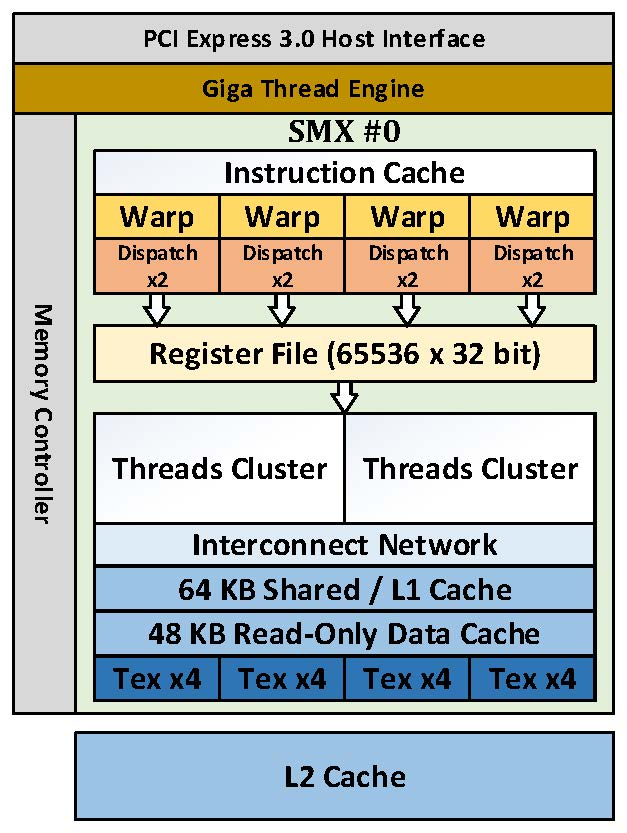 PCI Express 3.0 Host Interface
Giga Thread Engine
Memory Controller
SMX #0
Instruction Cache
Warp Warp Warp Warp
Dispatch Dispatch Dispatch Dispatch
x2 x2 x2 x2
Register File (65536 x 32 bit)
Threads Cluster Threads Cluster
Interconnect Network
64 KB Shared / L1 Cache
48 KB Read-Only Data Cache
Tex x4 Tex x4 Tex x4 Tex x4
L2 Cache